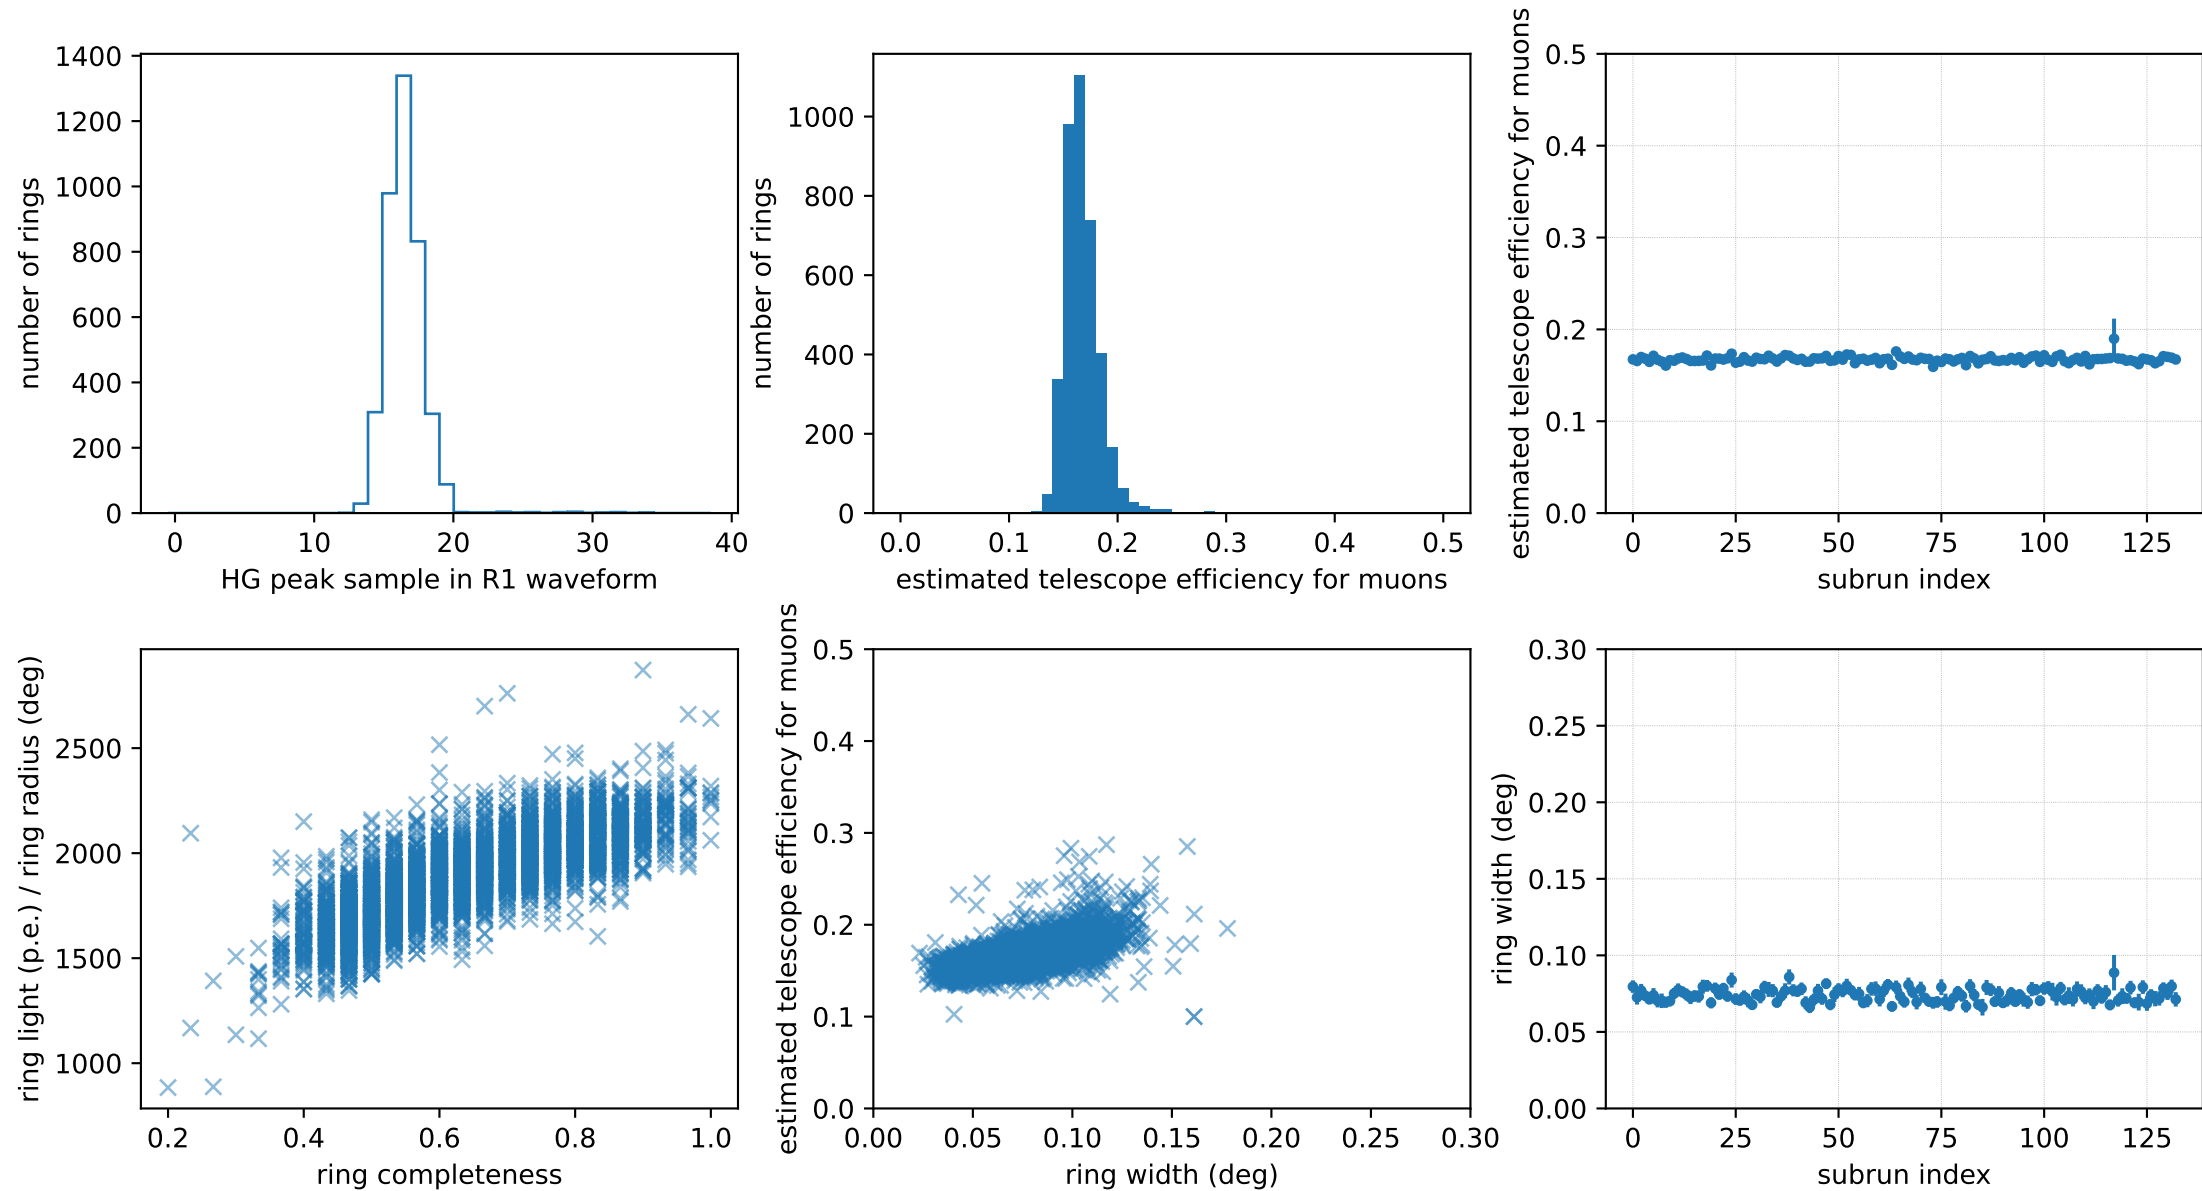 1400
1200
1000
800
600
400
200
0
number of rings
0 10 20 30 40
HG peak sample in R1 waveform
1000
800
600
400
200
0
number of rings
0.0 0.1 0.2 0.3 0.4 0.5
estimated telescope efficiency for muons
0.5
0.4
0.3
0.2
0.1
0.0
estimated telescope efficiency for muons
0 25 50 75 100 125
subrun index
2500
2000
1500
1000
ring light (p.e.) / ring radius (deg)
0.2 0.4 0.6 0.8 1.0
ring completeness
0.5
0.4
0.3
0.2
0.1
0.0
estimated telescope efficiency for muons
0.00 0.05 0.10 0.15 0.20 0.25 0.30
ring width (deg)
0.30
0.25
0.20
0.15
0.10
0.05
0.00
ring width (deg)
0 25 50 75 100 125
subrun index